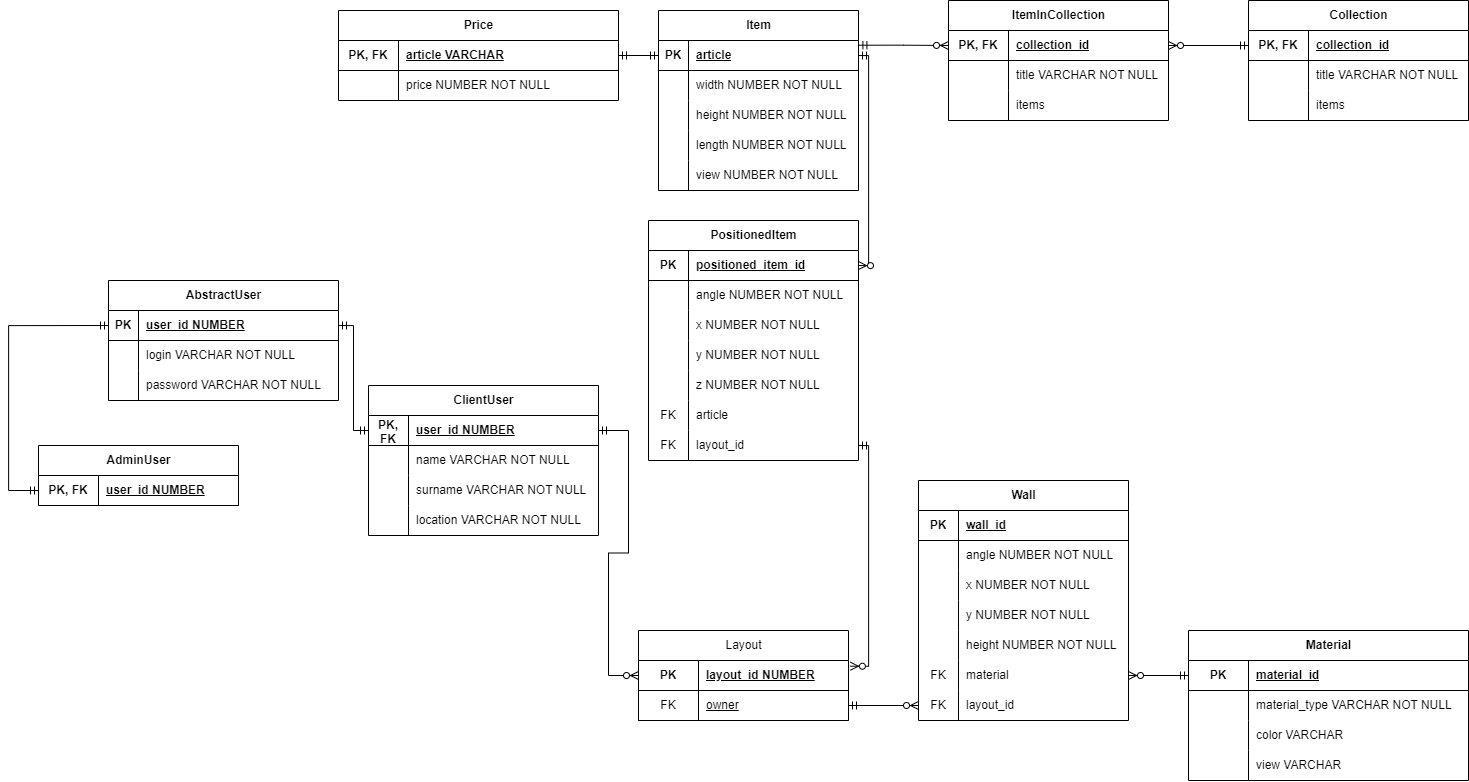 Price
PK, FK article VARCHAR
price NUMBER NOT NULL
Item
PK article
width NUMBER NOT NULL
height NUMBER NOT NULL
length NUMBER NOT NULL
view NUMBER NOT NULL
ItemInCollection
PK, FK collection_id
title VARCHAR NOT NULL
items
Collection
PK, FK collection_id
title VARCHAR NOT NULL
items
PositionedItem
PK positioned_item_id
angle NUMBER NOT NULL
x NUMBER NOT NULL
y NUMBER NOT NULL
z NUMBER NOT NULL
FK article
FK layout_id
AbstractUser
PK user_id NUMBER
login VARCHAR NOT NULL
password VARCHAR NOT NULL
ClientUser
PK,
FK user_id NUMBER
name VARCHAR NOT NULL
surname VARCHAR NOT NULL
location VARCHAR NOT NULL
AdminUser
PK, FK user_id NUMBER
Wall
PK wall_id
angle NUMBER NOT NULL
x NUMBER NOT NULL
y NUMBER NOT NULL
height NUMBER NOT NULL
FK material
FK layout_id
Layout
PK layout_id NUMBER
FK owner
Material
PK material_id
material_type VARCHAR NOT NULL
color VARCHAR
view VARCHAR